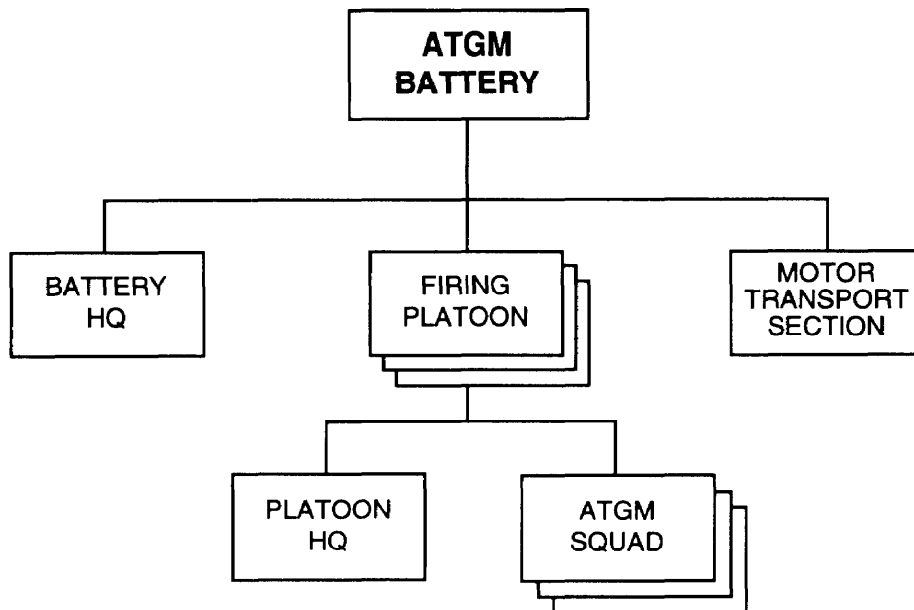 ATGM
BATTERY
BATTERY
HQ
FIRING
PLATOON
MOTOR
TRANSPORT
SECTION
PLATOON
HQ
ATGM
SQUAD